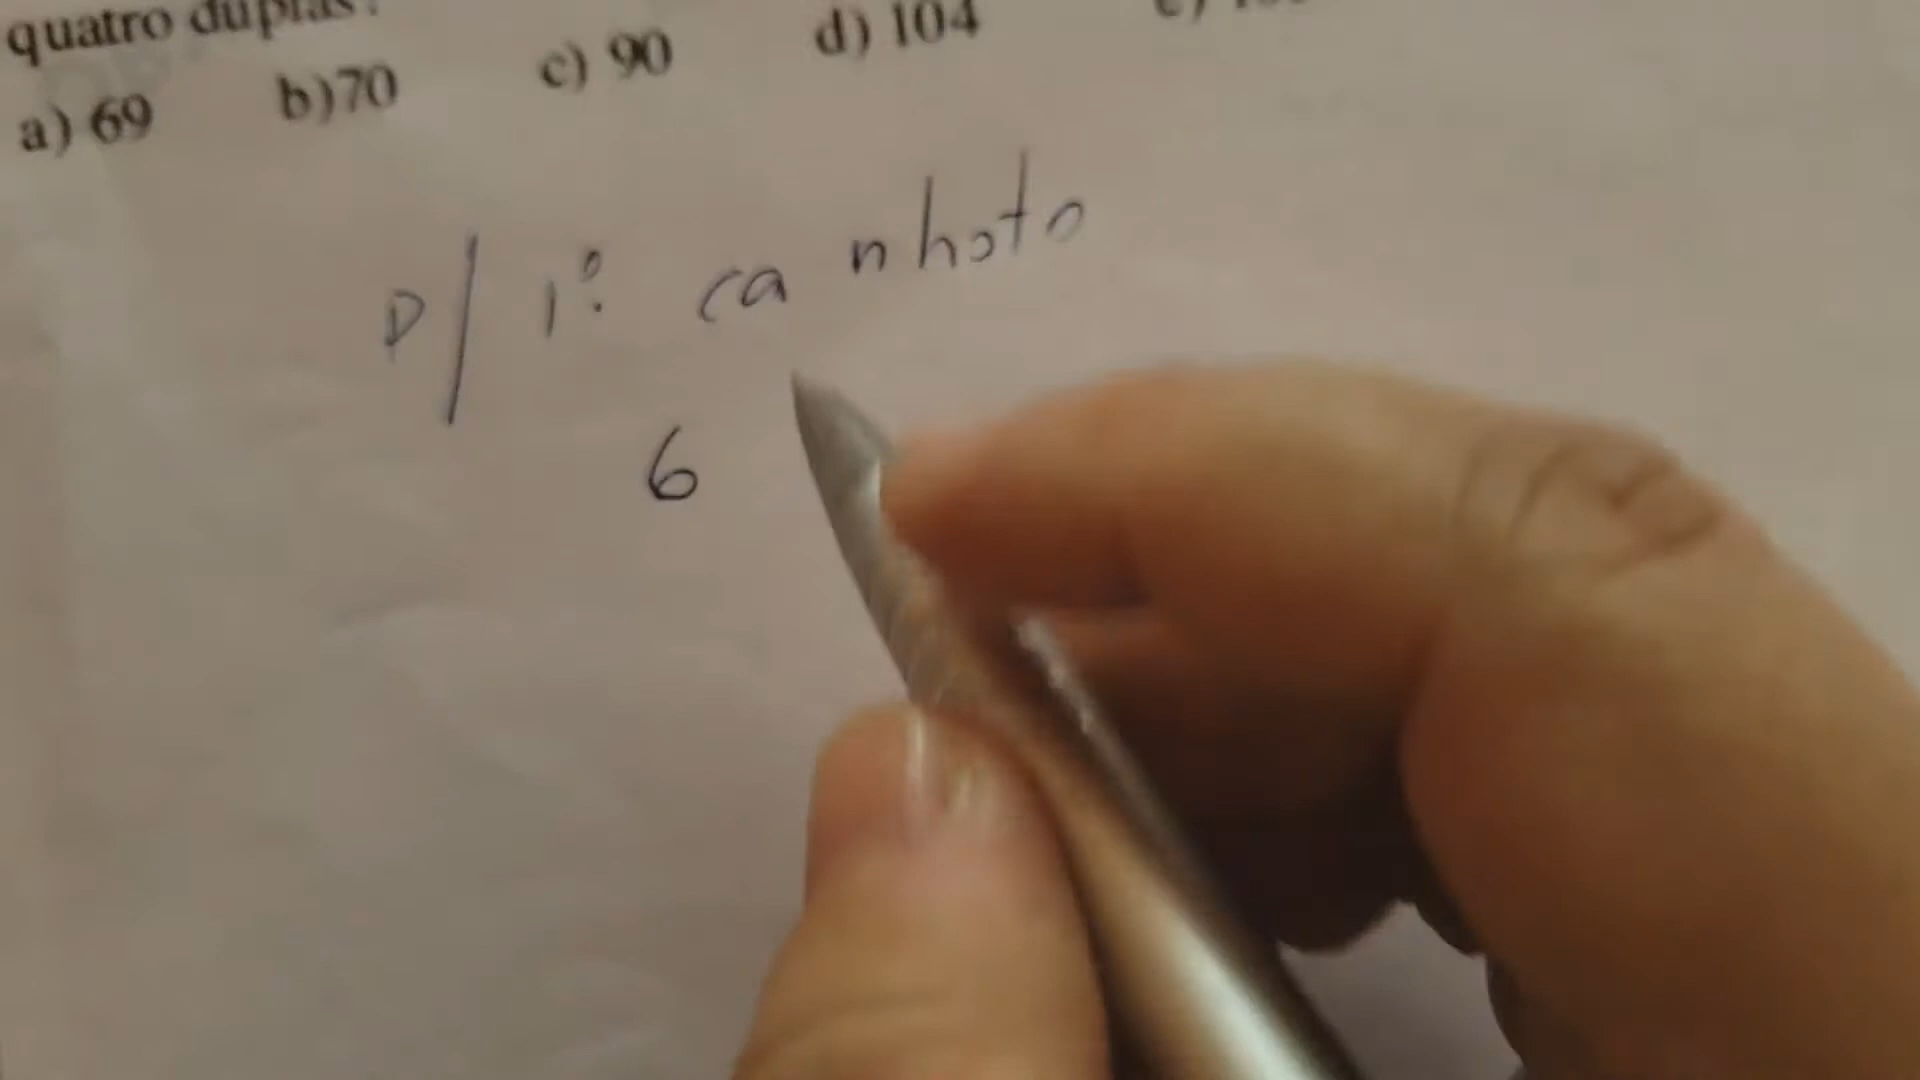 quatro duplas?
a) 69 b)70 c) 90 d) 104
P/ 1º canhoto
6